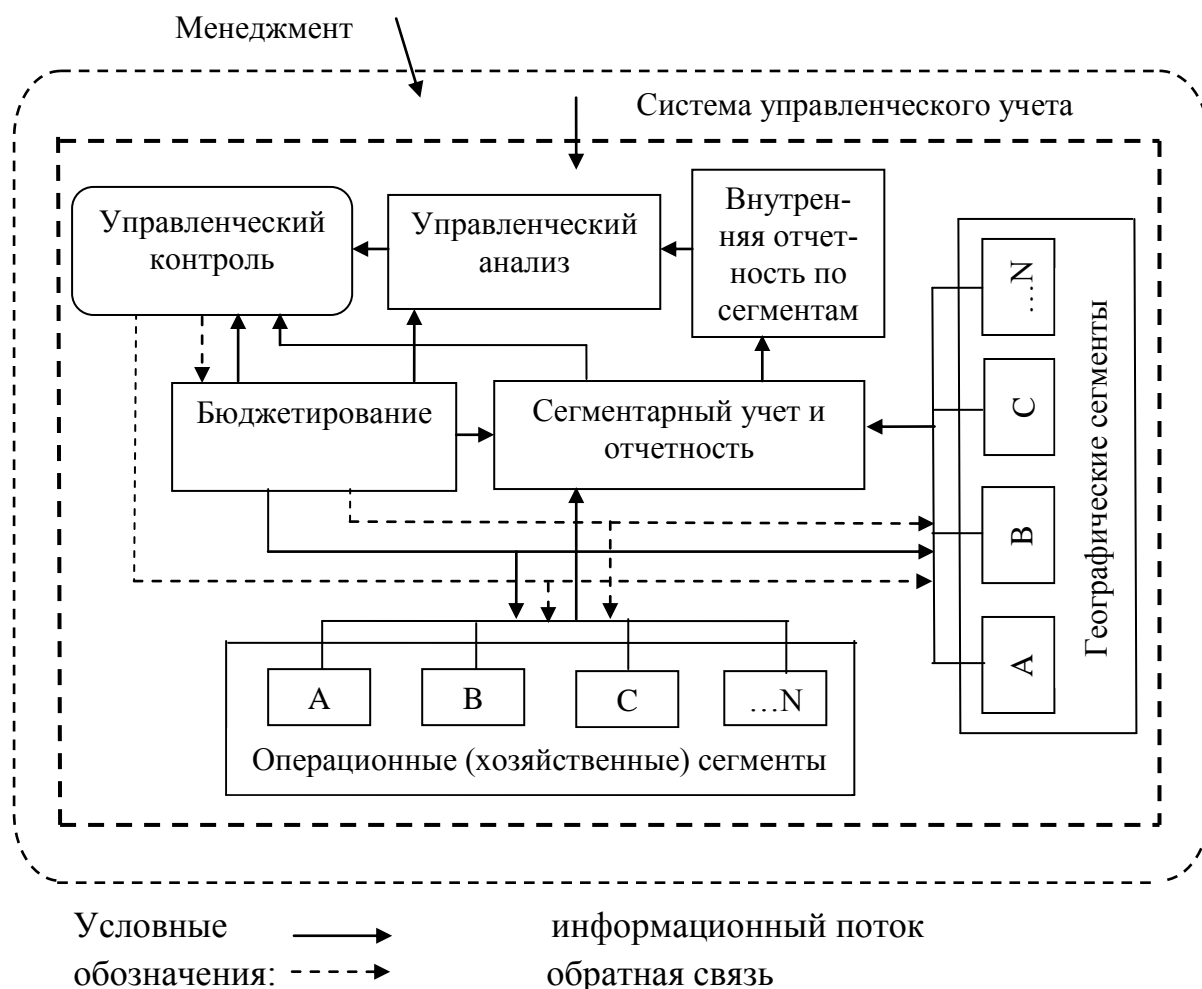 Менеджмент
Система управленческого учета
Управленческий
контроль
Управленческий
анализ
Внутрен-
няя отчет-
ность по
сегментам
Бюджетирование
Сегментарный учет и
отчетность
…N
C
B
A
Географические сегменты
A
B
C
…N
Операционные (хозяйственные) сегменты
Условные
обозначения:
информационный поток
обратная связь